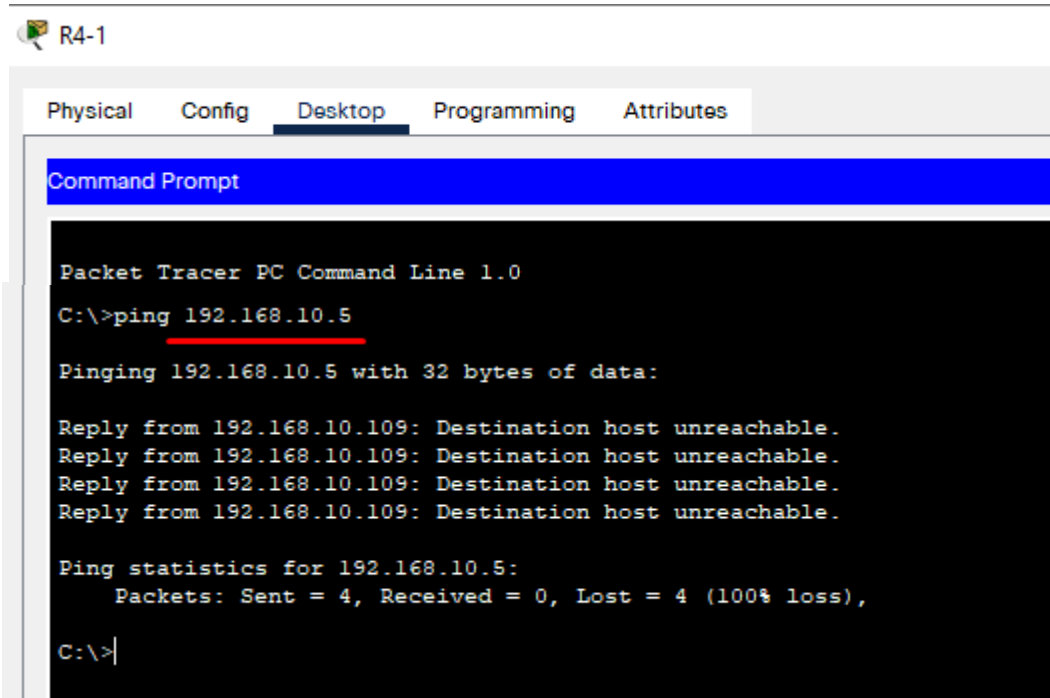 R4-1
Physical Config Desktop Programming Attributes
Command Prompt
Packet Tracer PC Command Line 1.0
C:\>ping 192.168.10.5
Pinging 192.168.10.5 with 32 bytes of data:
Reply from 192.168.10.109: Destination host unreachable.
Reply from 192.168.10.109: Destination host unreachable.
Reply from 192.168.10.109: Destination host unreachable.
Reply from 192.168.10.109: Destination host unreachable.
Ping statistics for 192.168.10.5:
Packets: Sent = 4, Received = 0, Lost = 4 (100% loss),
C:\>